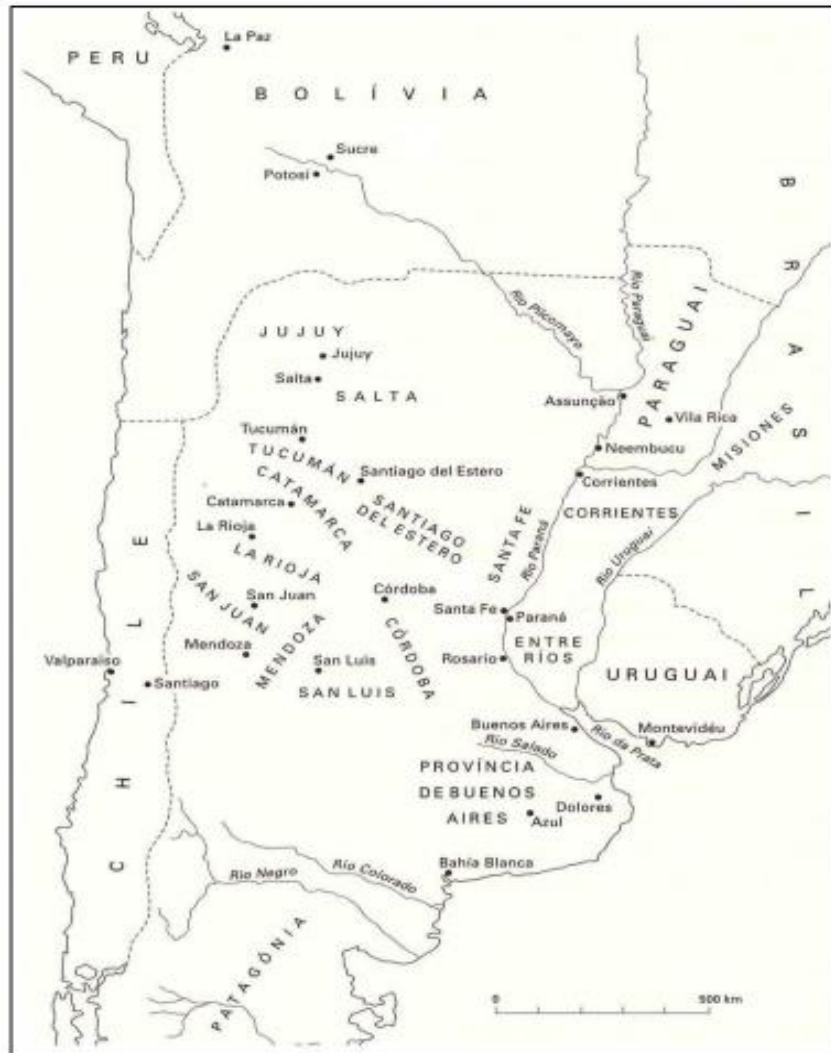 La Paz
PERU
BOLÍVIA
Sucre
Potosí
BRASIL
Rio Pilcomayo
Rio Paraguai
PARAGUAI
JUJUY
Jujuy
Salta
SALTA
Assunção
Vila Rica
Tucumán
TUCUMÁN
Neembucu
MISIONES
Santiago del Estero
Corrientes
CATAMARCA
Catamarca
SANTIAGO
DEL ESTERO
SANTA FE
CORRIENTES
La Rioja
LA RIOJA
Rio Paraná
Rio Uruguai
CHILE
SAN JUAN
San Juan
Córdoba
Santa Fe
Paraná
MENDOZA
CÓRDOBA
ENTRE
RÍOS
Mendoza
Rosario
Valparaíso
San Luis
URUGUAI
Santiago
SAN LUIS
Buenos Aires
Montevidéu
Rio da Prata
Rio Salado
PROVÍNCIA
DE BUENOS
AIRES
Dolores
Azul
Bahía Blanca
Rio Colorado
Rio Negro
PATAGÓNIA
0 500 km